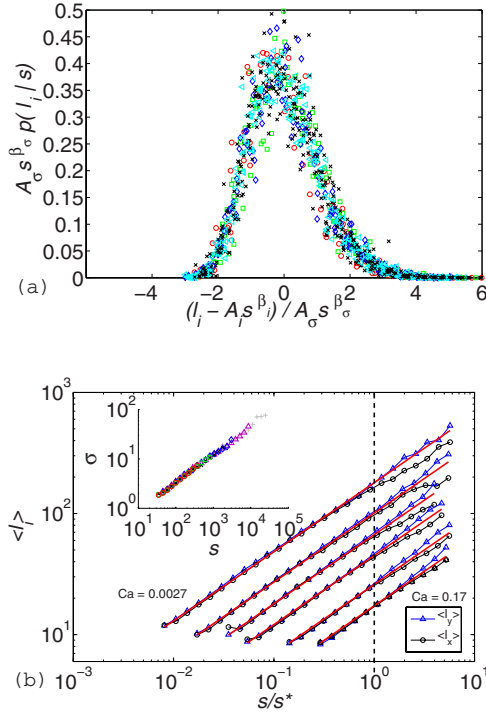 0.5
0.45
0.4
0.35
0.3
0.25
0.2
0.15
0.1
0.05
0
A_σ s^{β_σ} p( l_i | s)
−4 −2 0 2 4 6
(l_i − A_i s^{β_i}) / A_σ s^{β_σ}
(a)
10^3
10^2
10^1
<l_i>
10^2
10^1
10^0
σ
10^1 10^2 10^3 10^4 10^5
s
Ca = 0.0027
Ca = 0.17
<l_y>
<l_x>
10^{−3} 10^{−2} 10^{−1} 10^0 10^1
s/s*
(b)